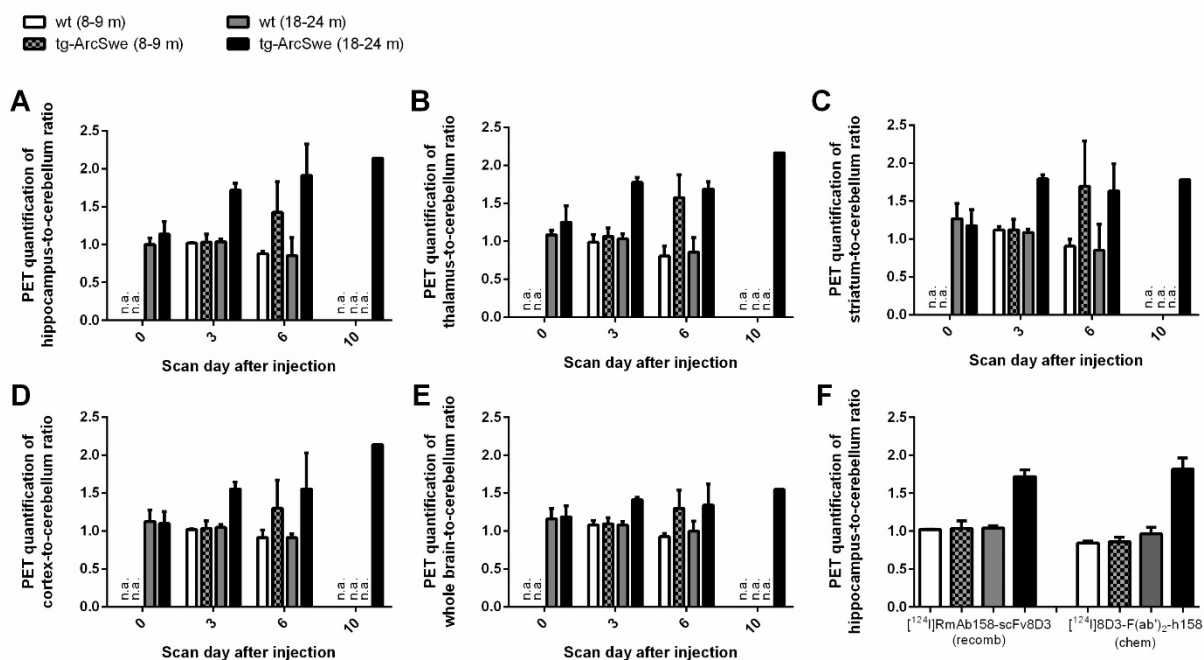 wt (8-9 m)
wt (18-24 m)
tg-ArcSwe (8-9 m)
tg-ArcSwe (18-24 m)
A
PET quantification of
hippocampus-to-cerebellum ratio
2.5
2.0
1.5
1.0
0.5
0.0
n.a.
n.a.
n.a.
n.a.
n.a.
0
3
6
10
Scan day after injection
B
PET quantification of
thalamus-to-cerebellum ratio
2.5
2.0
1.5
1.0
0.5
0.0
n.a.
n.a.
n.a.
n.a.
n.a.
0
3
6
10
Scan day after injection
C
PET quantification of
striatum-to-cerebellum ratio
2.5
2.0
1.5
1.0
0.5
0.0
n.a.
n.a.
n.a.
n.a.
n.a.
0
3
6
10
Scan day after injection
D
PET quantification of
cortex-to-cerebellum ratio
2.5
2.0
1.5
1.0
0.5
0.0
n.a.
n.a.
n.a.
n.a.
n.a.
0
3
6
10
Scan day after injection
E
PET quantification of
whole brain-to-cerebellum ratio
2.5
2.0
1.5
1.0
0.5
0.0
n.a.
n.a.
n.a.
n.a.
n.a.
0
3
6
10
Scan day after injection
F
PET quantification of
hippocampus-to-cerebellum ratio
2.5
2.0
1.5
1.0
0.5
0.0
[¹²⁴I]RmAb158-scFv8D3
(recomb)
[¹²⁴I]8D3-F(ab')₂-h158
(chem)